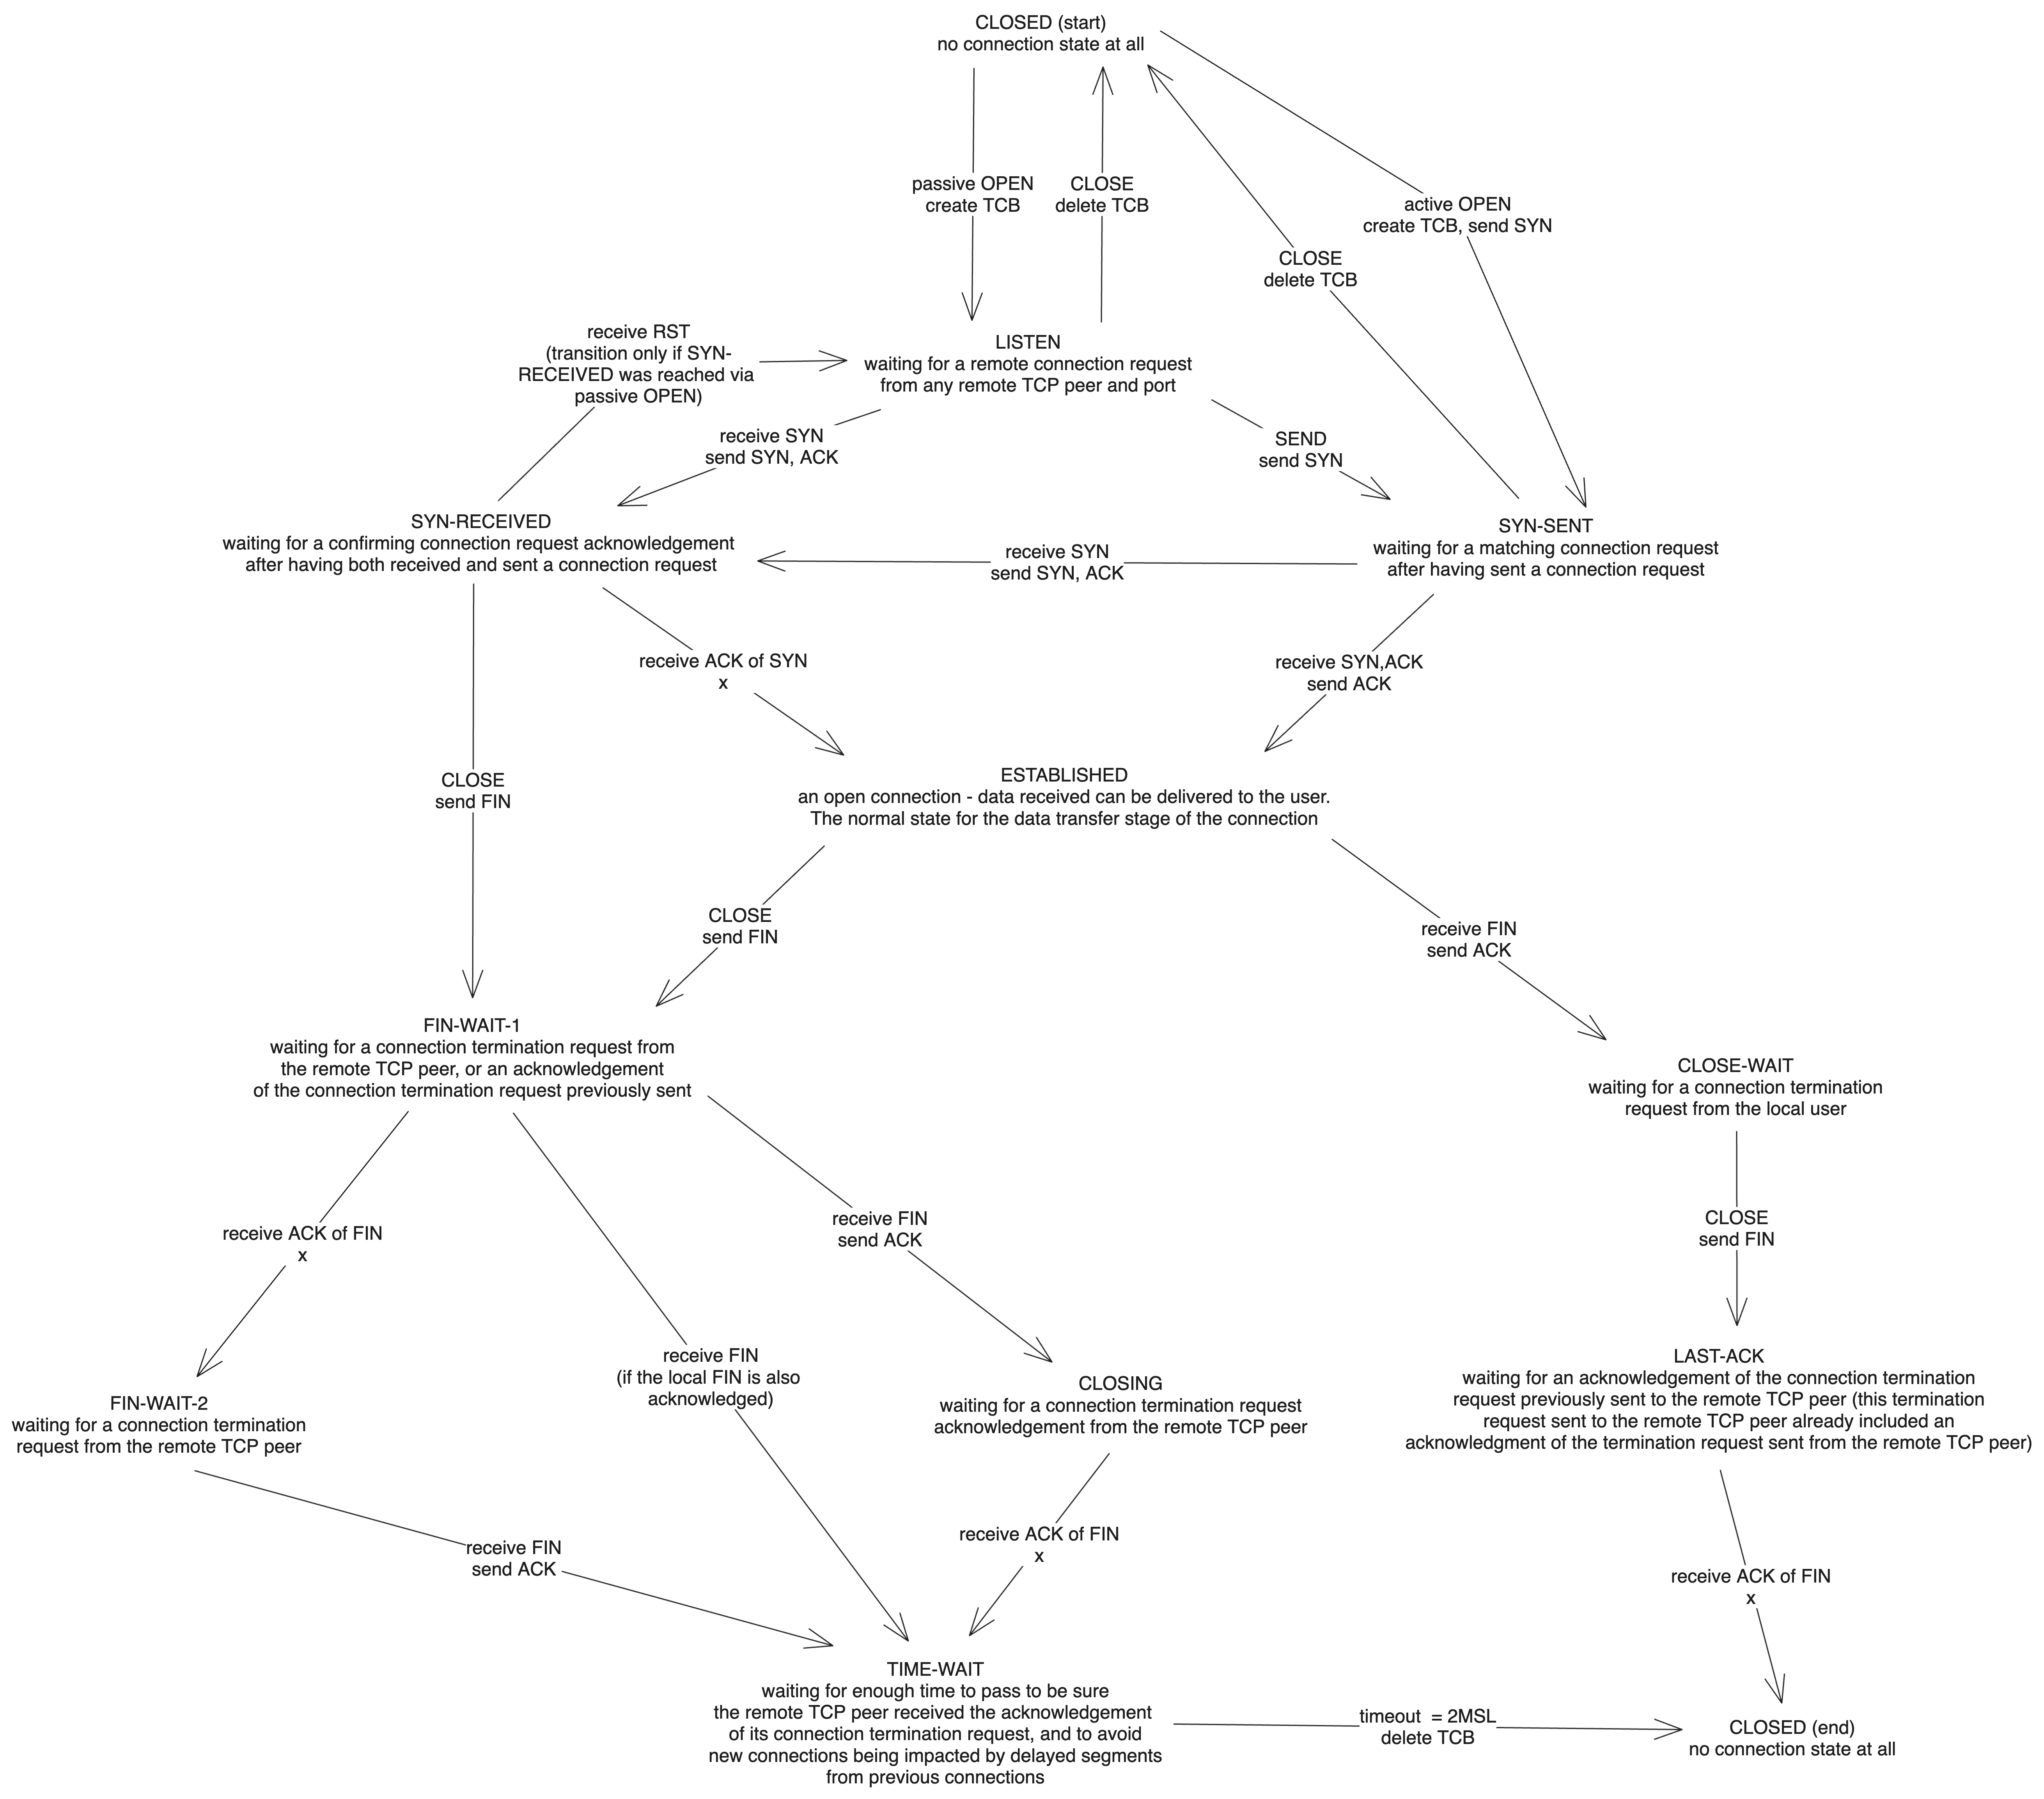 CLOSED (start)
no connection state at all
passive OPEN
create TCB
CLOSE
delete TCB
active OPEN
create TCB, send SYN
CLOSE
delete TCB
receive RST
(transition only if SYN-
RECEIVED was reached via
passive OPEN)
LISTEN
waiting for a remote connection request
from any remote TCP peer and port
receive SYN
send SYN, ACK
SEND
send SYN
SYN-RECEIVED
waiting for a confirming connection request acknowledgement
after having both received and sent a connection request
receive SYN
send SYN, ACK
SYN-SENT
waiting for a matching connection request
after having sent a connection request
receive ACK of SYN
x
receive SYN,ACK
send ACK
CLOSE
send FIN
ESTABLISHED
an open connection - data received can be delivered to the user.
The normal state for the data transfer stage of the connection
CLOSE
send FIN
receive FIN
send ACK
FIN-WAIT-1
waiting for a connection termination request from
the remote TCP peer, or an acknowledgement
of the connection termination request previously sent
CLOSE-WAIT
waiting for a connection termination
request from the local user
receive ACK of FIN
x
receive FIN
send ACK
CLOSE
send FIN
receive FIN
(if the local FIN is also
acknowledged)
FIN-WAIT-2
waiting for a connection termination
request from the remote TCP peer
CLOSING
waiting for a connection termination request
acknowledgement from the remote TCP peer
LAST-ACK
waiting for an acknowledgement of the connection termination
request previously sent to the remote TCP peer (this termination
request sent to the remote TCP peer already included an
acknowledgment of the termination request sent from the remote TCP peer)
receive FIN
send ACK
receive ACK of FIN
x
receive ACK of FIN
x
TIME-WAIT
waiting for enough time to pass to be sure
the remote TCP peer received the acknowledgement
of its connection termination request, and to avoid
new connections being impacted by delayed segments
from previous connections
timeout = 2MSL
delete TCB
CLOSED (end)
no connection state at all